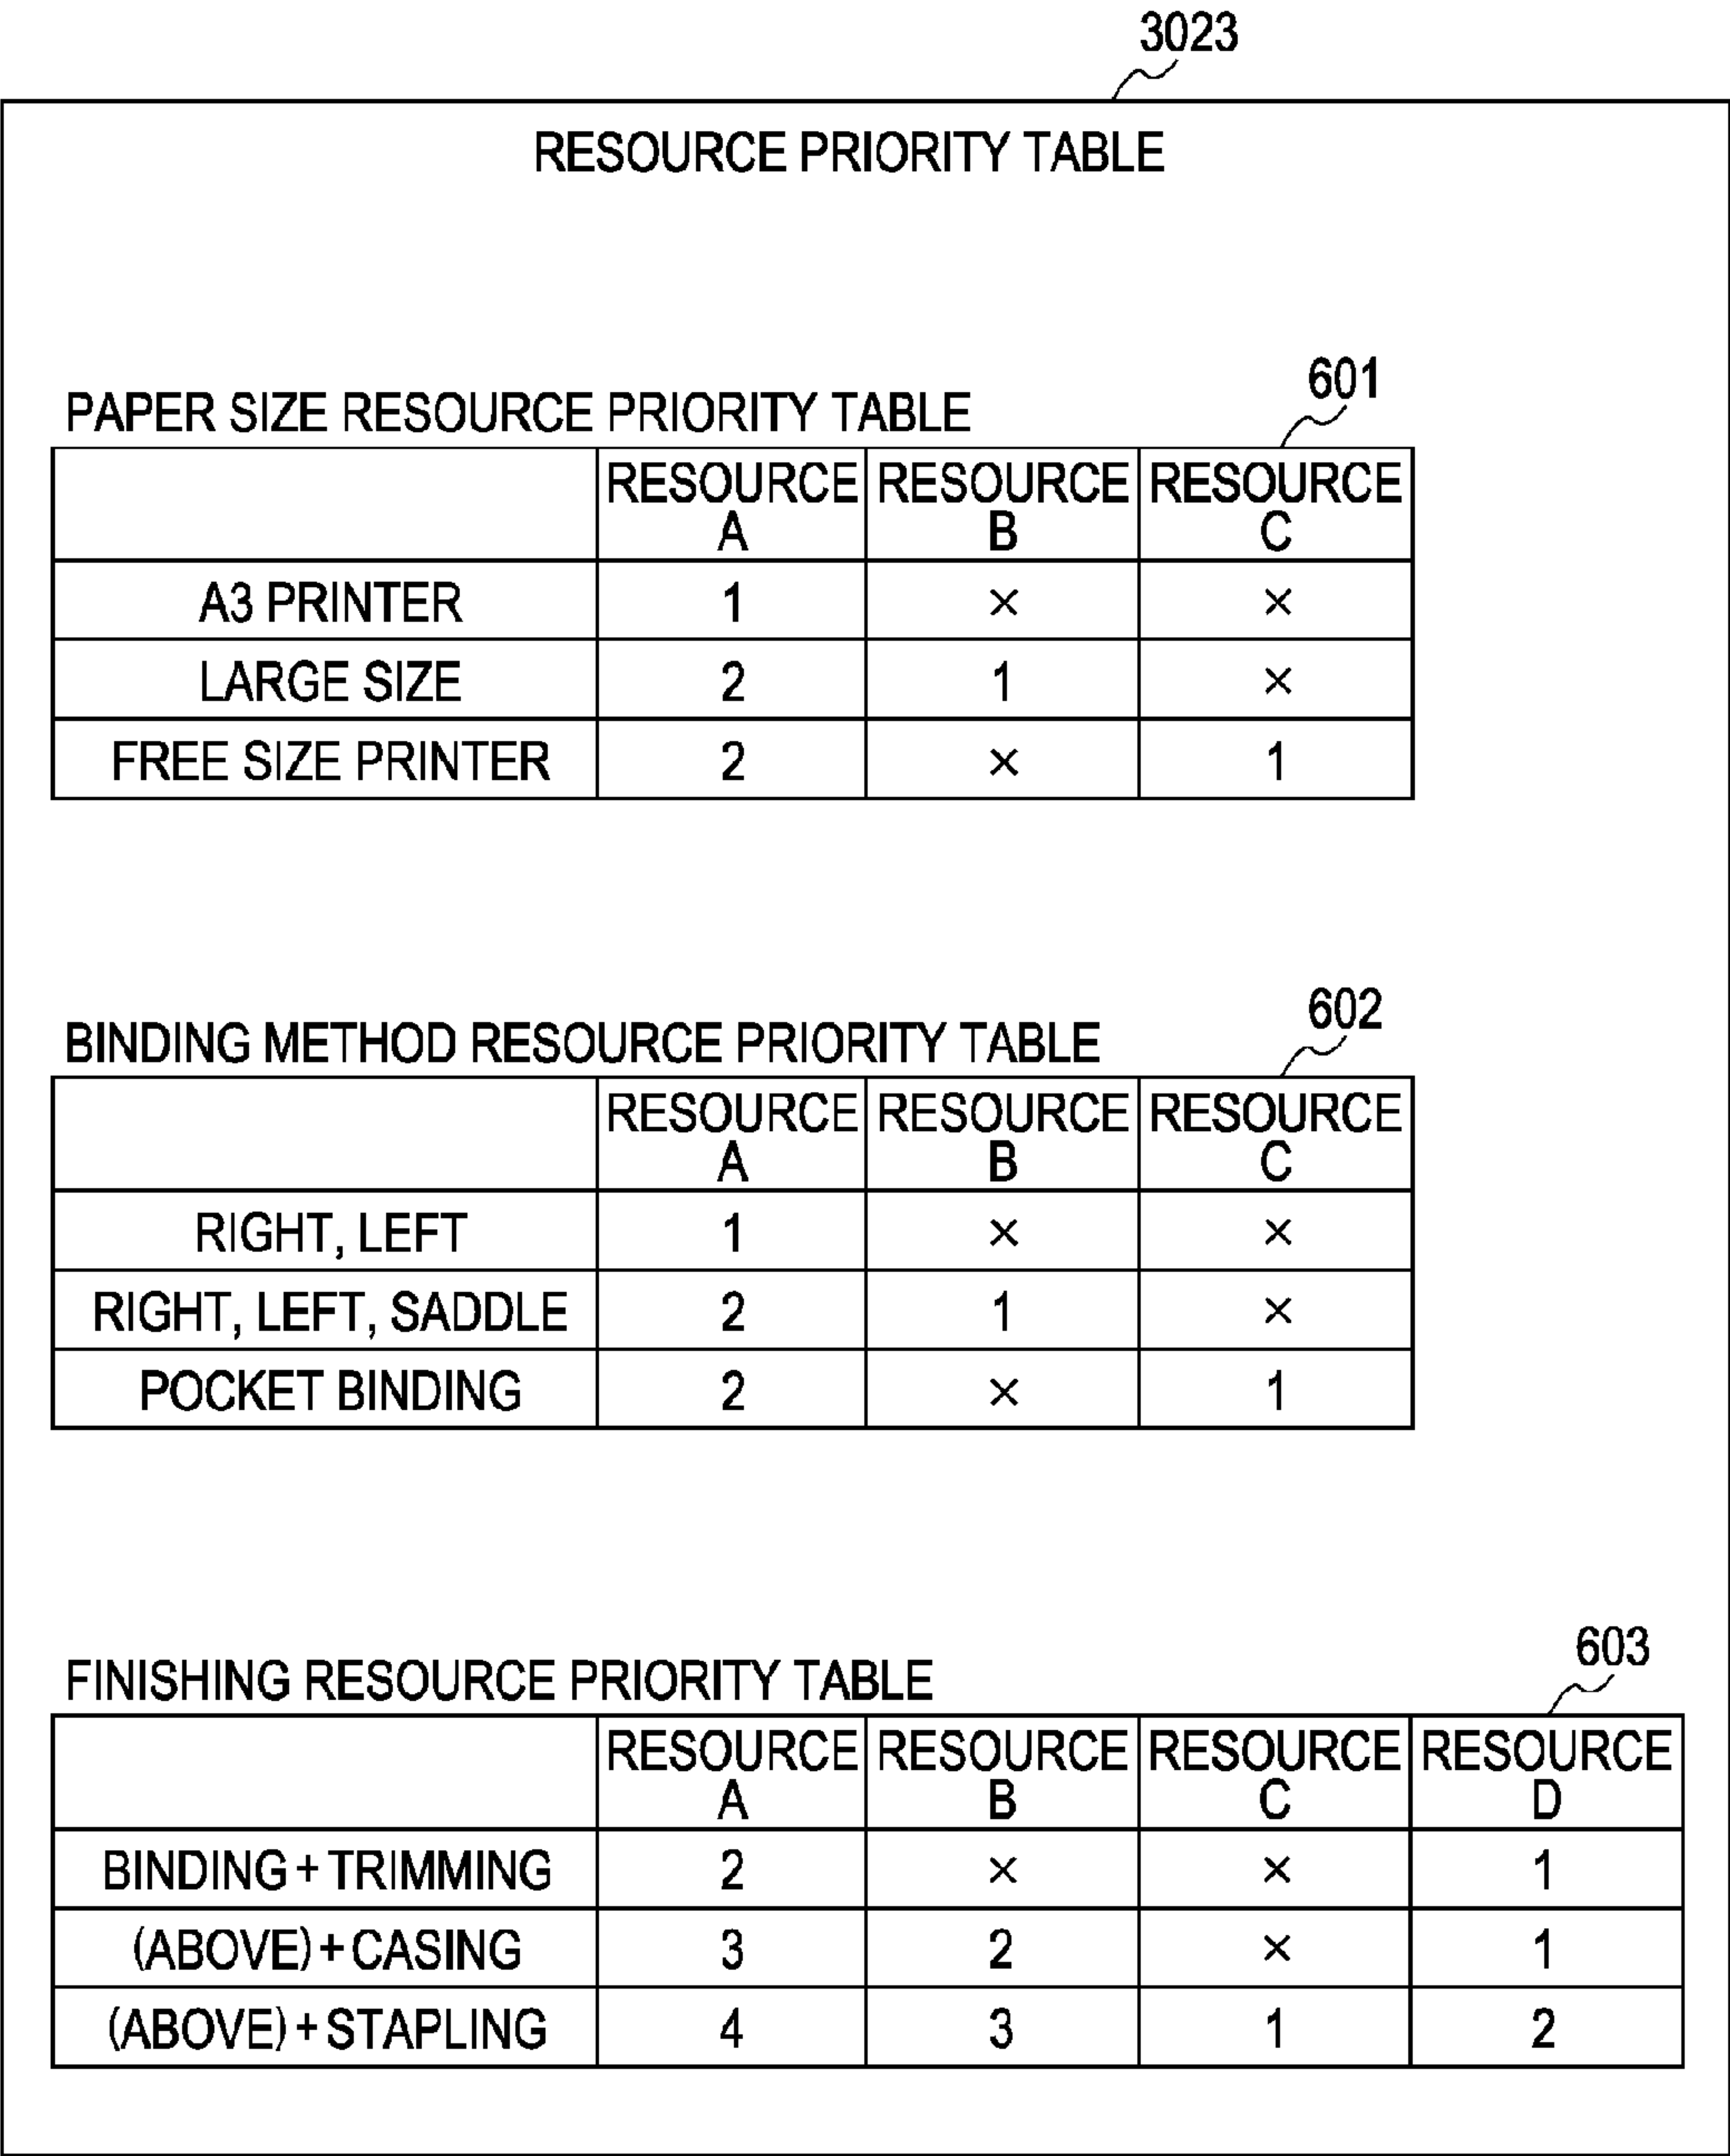 3023
RESOURCE PRIORITY TABLE
601
PAPER SIZE RESOURCE PRIORITY TABLE
RESOURCE A RESOURCE B RESOURCE C
A3 PRINTER 1 × ×
LARGE SIZE 2 1 ×
FREE SIZE PRINTER 2 × 1
602
BINDING METHOD RESOURCE PRIORITY TABLE
RESOURCE A RESOURCE B RESOURCE C
RIGHT, LEFT 1 × ×
RIGHT, LEFT, SADDLE 2 1 ×
POCKET BINDING 2 × 1
603
FINISHING RESOURCE PRIORITY TABLE
RESOURCE A RESOURCE B RESOURCE C RESOURCE D
BINDING+TRIMMING 2 × × 1
(ABOVE)+CASING 3 2 × 1
(ABOVE)+STAPLING 4 3 1 2